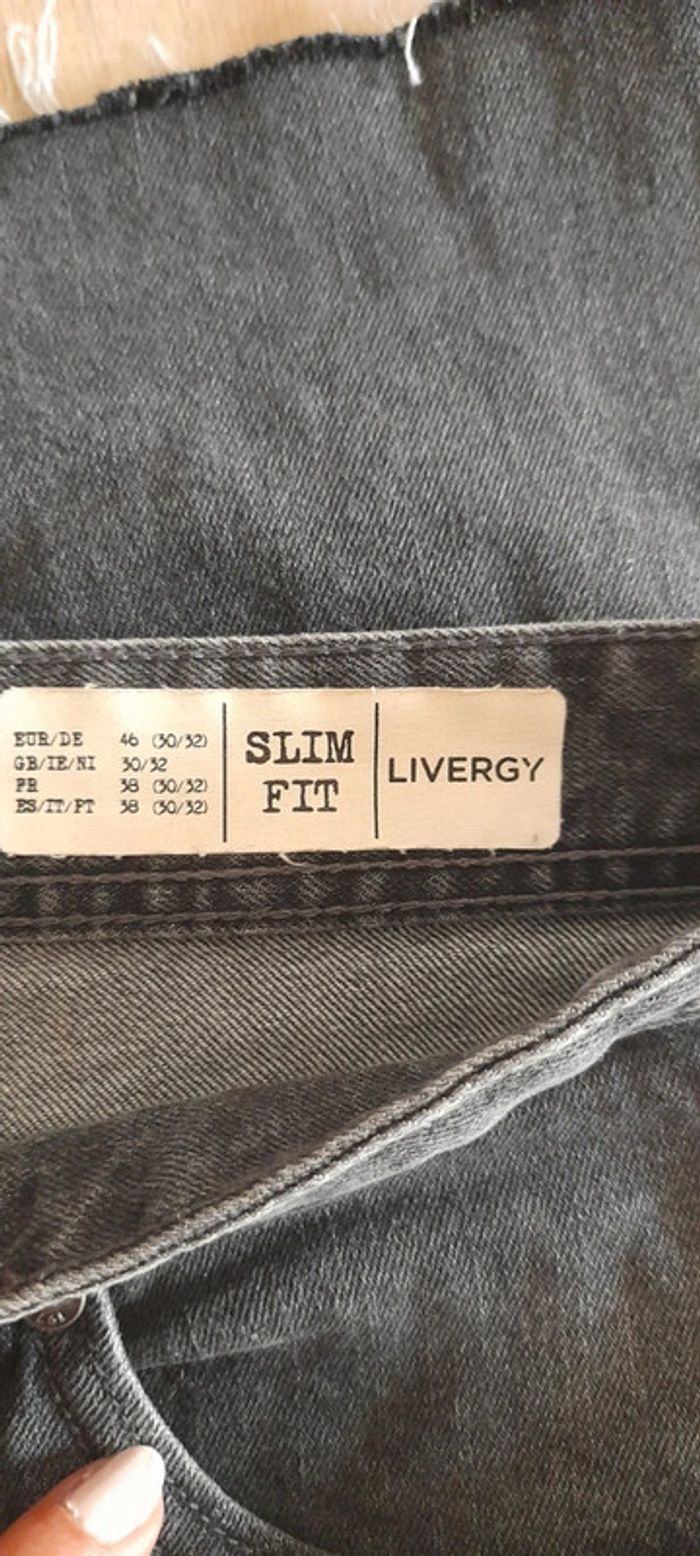 EUR/DE 46 (30/32)
GB/IE/NI 30/32
FR 38 (30/32)
ES/IT/PT 38 (30/32)
SLIM
FIT
LIVERGY